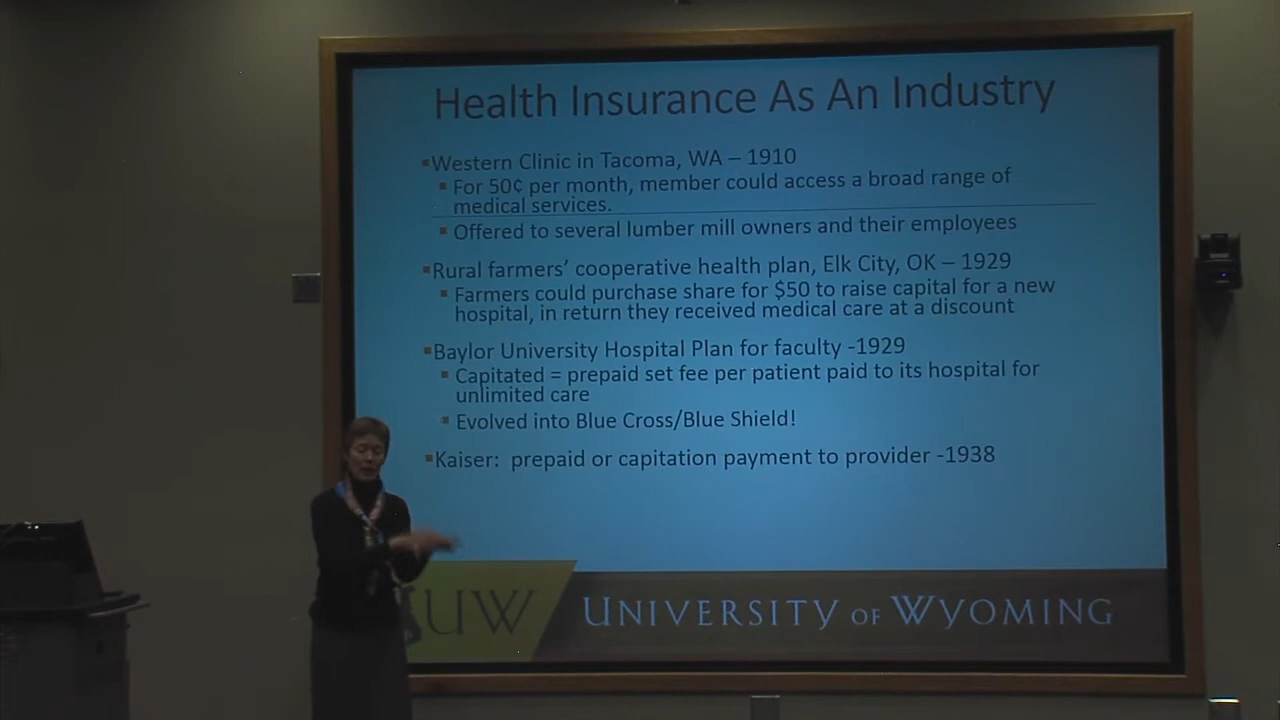 Health Insurance As An Industry
▪Western Clinic in Tacoma, WA – 1910
▪ For 50¢ per month, member could access a broad range of
medical services.
▪ Offered to several lumber mill owners and their employees
▪Rural farmers’ cooperative health plan, Elk City, OK – 1929
▪ Farmers could purchase share for $50 to raise capital for a new
hospital, in return they received medical care at a discount
▪Baylor University Hospital Plan for faculty -1929
▪ Capitated = prepaid set fee per patient paid to its hospital for
unlimited care
▪ Evolved into Blue Cross/Blue Shield!
▪Kaiser: prepaid or capitation payment to provider -1938
UW UNIVERSITY OF WYOMING